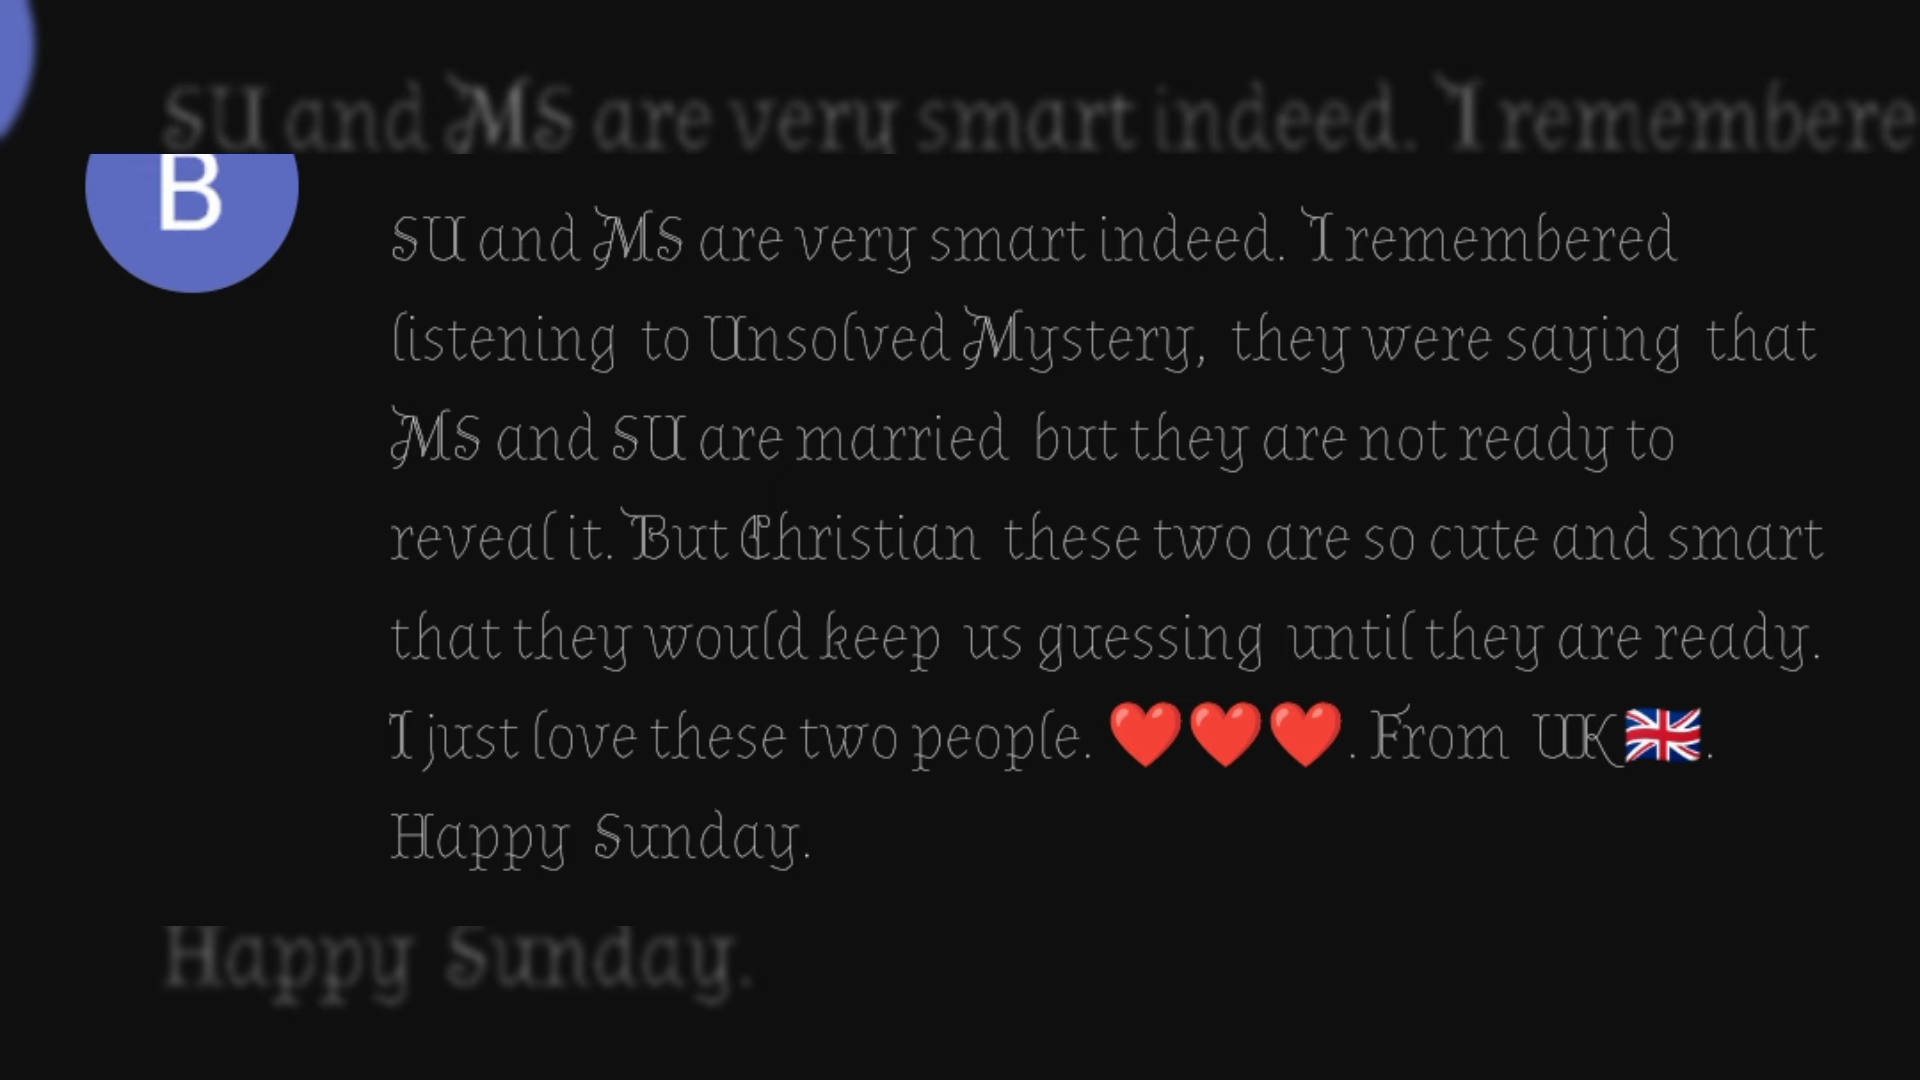 SU and MS are very smart indeed. I remembere
B
SU and MS are very smart indeed. I remembered
listening to Unsolved Mystery, they were saying that
MS and SU are married but they are not ready to
reveal it. But Christian these two are so cute and smart
that they would keep us guessing until they are ready.
I just love these two people. ❤️❤️❤️. From UK🇬🇧.
Happy Sunday.
Happy Sunday.